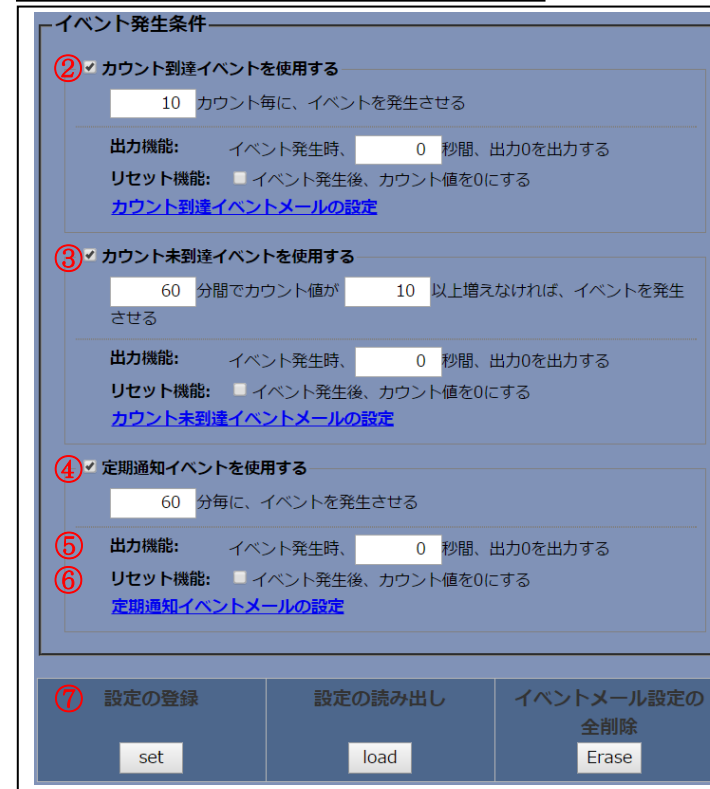 イベント発生条件
② カウント到達イベントを使用する
10 カウント毎に、イベントを発生させる
出力機能: イベント発生時、 0 秒間、出力0を出力する
リセット機能: イベント発生後、カウント値を0にする
カウント到達イベントメールの設定
③ カウント未到達イベントを使用する
60 分間でカウント値が 10 以上増えなければ、イベントを発生
させる
出力機能: イベント発生時、 0 秒間、出力0を出力する
リセット機能: イベント発生後、カウント値を0にする
カウント未到達イベントメールの設定
④ 定期通知イベントを使用する
60 分毎に、イベントを発生させる
⑤ 出力機能: イベント発生時、 0 秒間、出力0を出力する
⑥ リセット機能: イベント発生後、カウント値を0にする
定期通知イベントメールの設定
⑦ 設定の登録 設定の読み出し イベントメール設定の
全削除
set load Erase